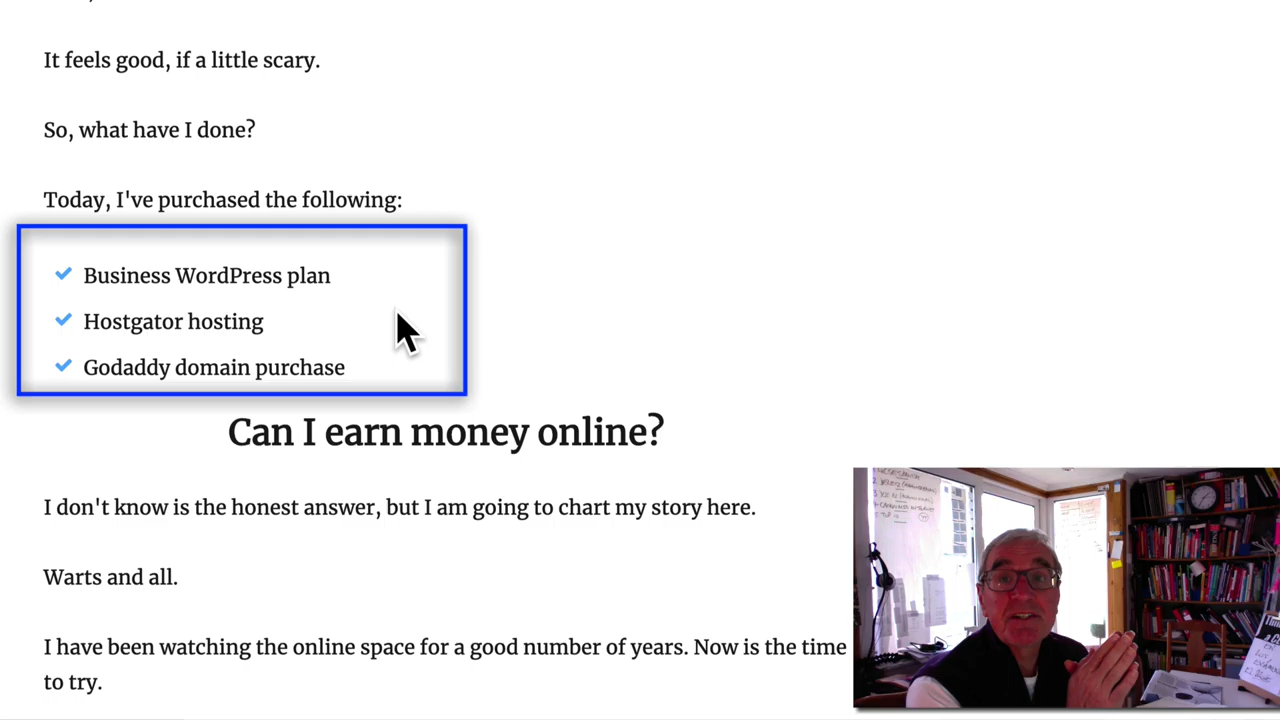 It feels good, if a little scary.
So, what have I done?
Today, I've purchased the following:
Business WordPress plan
Hostgator hosting
Godaddy domain purchase
Can I earn money online?
I don't know is the honest answer, but I am going to chart my story here.
Warts and all.
I have been watching the online space for a good number of years. Now is the time
to try.